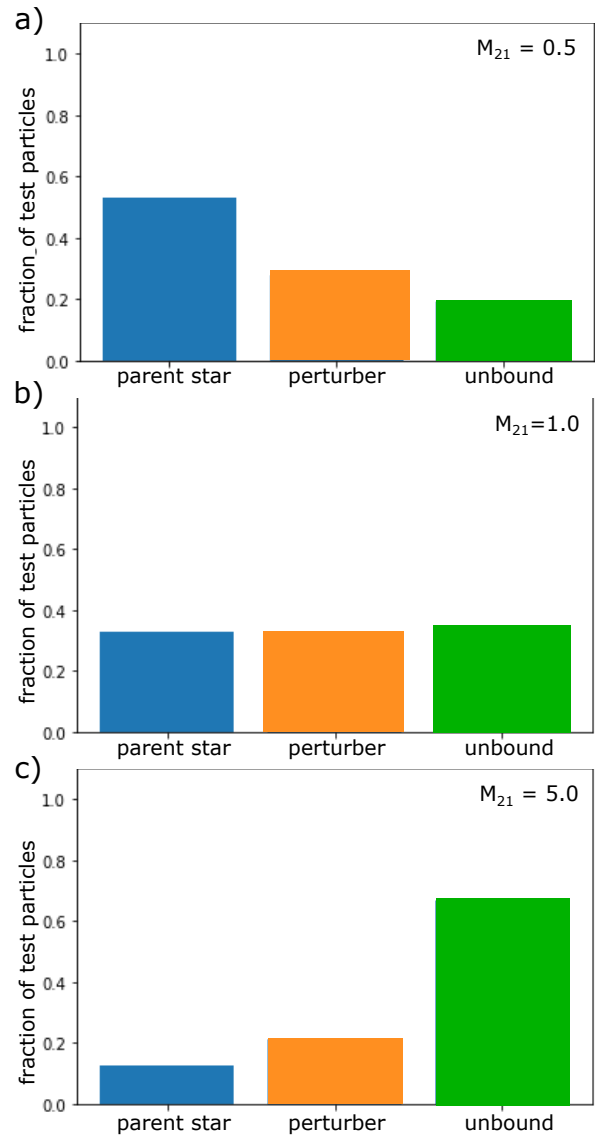 a)
M₂₁ = 0.5
fraction_of test particles
1.0
0.8
0.6
0.4
0.2
0.0
parent star perturber unbound
b)
M₂₁=1.0
fraction of test particles
1.0
0.8
0.6
0.4
0.2
0.0
parent star perturber unbound
c)
M₂₁ = 5.0
fraction of test particles
1.0
0.8
0.6
0.4
0.2
0.0
parent star perturber unbound